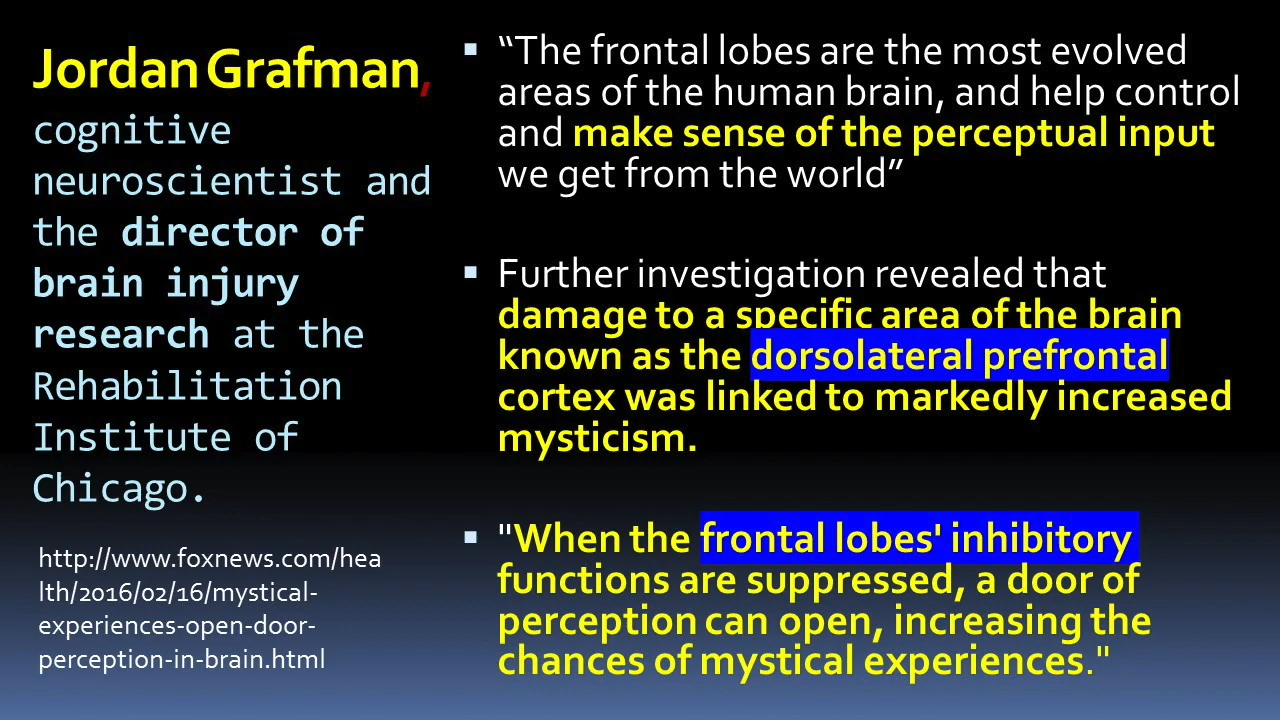 Jordan Grafman,
cognitive
neuroscientist and
the director of
brain injury
research at the
Rehabilitation
Institute of
Chicago.
http://www.foxnews.com/hea
lth/2016/02/16/mystical-
experiences-open-door-
perception-in-brain.html
▪ “The frontal lobes are the most evolved
areas of the human brain, and help control
and make sense of the perceptual input
we get from the world”
▪ Further investigation revealed that
damage to a specific area of the brain
known as the dorsolateral prefrontal
cortex was linked to markedly increased
mysticism.
▪ "When the frontal lobes' inhibitory
functions are suppressed, a door of
perception can open, increasing the
chances of mystical experiences."